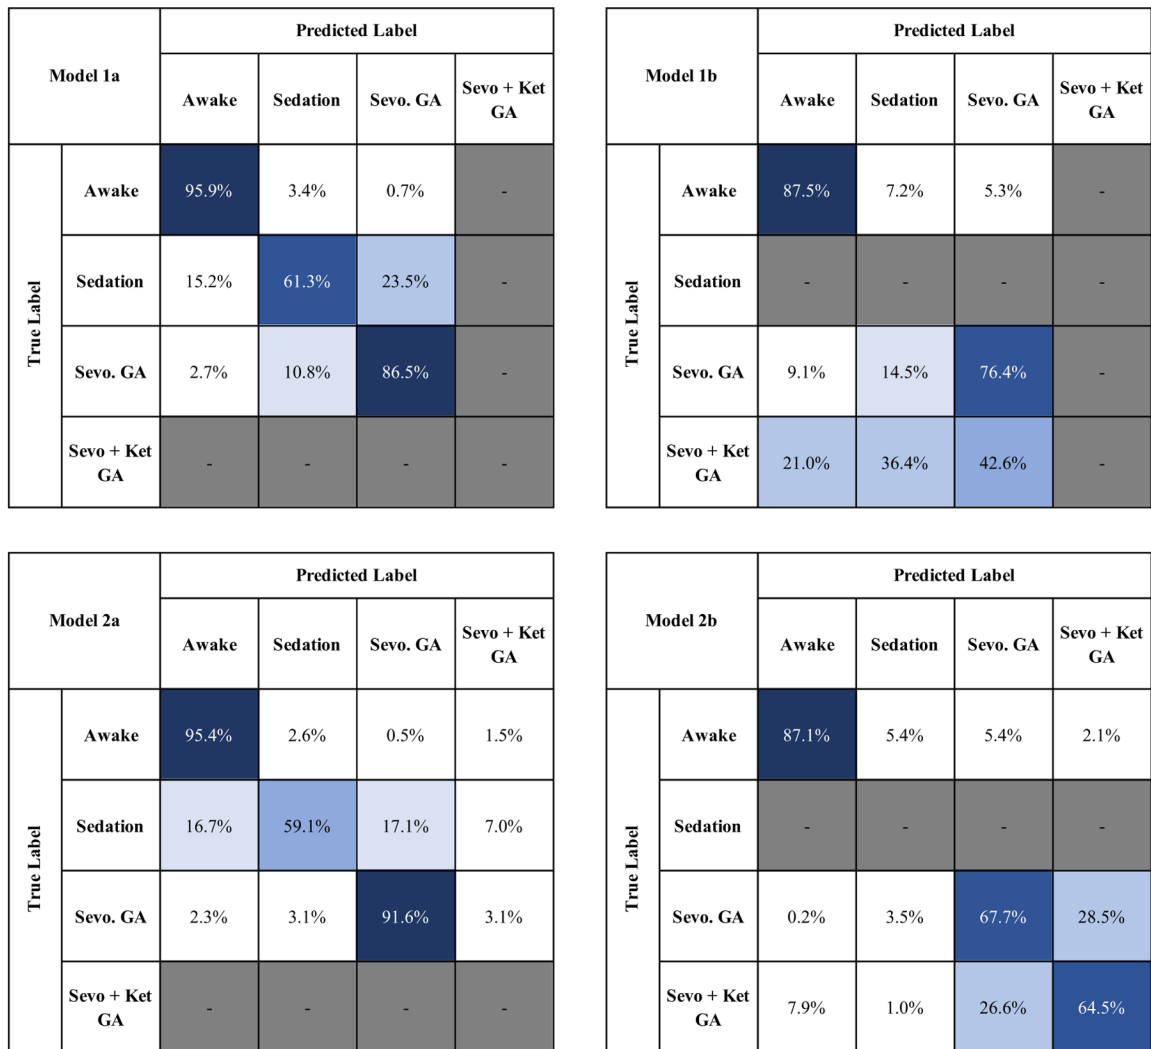 Model 1a
Predicted Label
Awake Sedation Sevo. GA Sevo + Ket
GA
True Label
Awake 95.9% 3.4% 0.7% -
Sedation 15.2% 61.3% 23.5% -
Sevo. GA 2.7% 10.8% 86.5% -
Sevo + Ket
GA - - - -
Model 1b
Predicted Label
Awake Sedation Sevo. GA Sevo + Ket
GA
True Label
Awake 87.5% 7.2% 5.3% -
Sedation - - - -
Sevo. GA 9.1% 14.5% 76.4% -
Sevo + Ket
GA 21.0% 36.4% 42.6% -
Model 2a
Predicted Label
Awake Sedation Sevo. GA Sevo + Ket
GA
True Label
Awake 95.4% 2.6% 0.5% 1.5%
Sedation 16.7% 59.1% 17.1% 7.0%
Sevo. GA 2.3% 3.1% 91.6% 3.1%
Sevo + Ket
GA - - - -
Model 2b
Predicted Label
Awake Sedation Sevo. GA Sevo + Ket
GA
True Label
Awake 87.1% 5.4% 5.4% 2.1%
Sedation - - - -
Sevo. GA 0.2% 3.5% 67.7% 28.5%
Sevo + Ket
GA 7.9% 1.0% 26.6% 64.5%